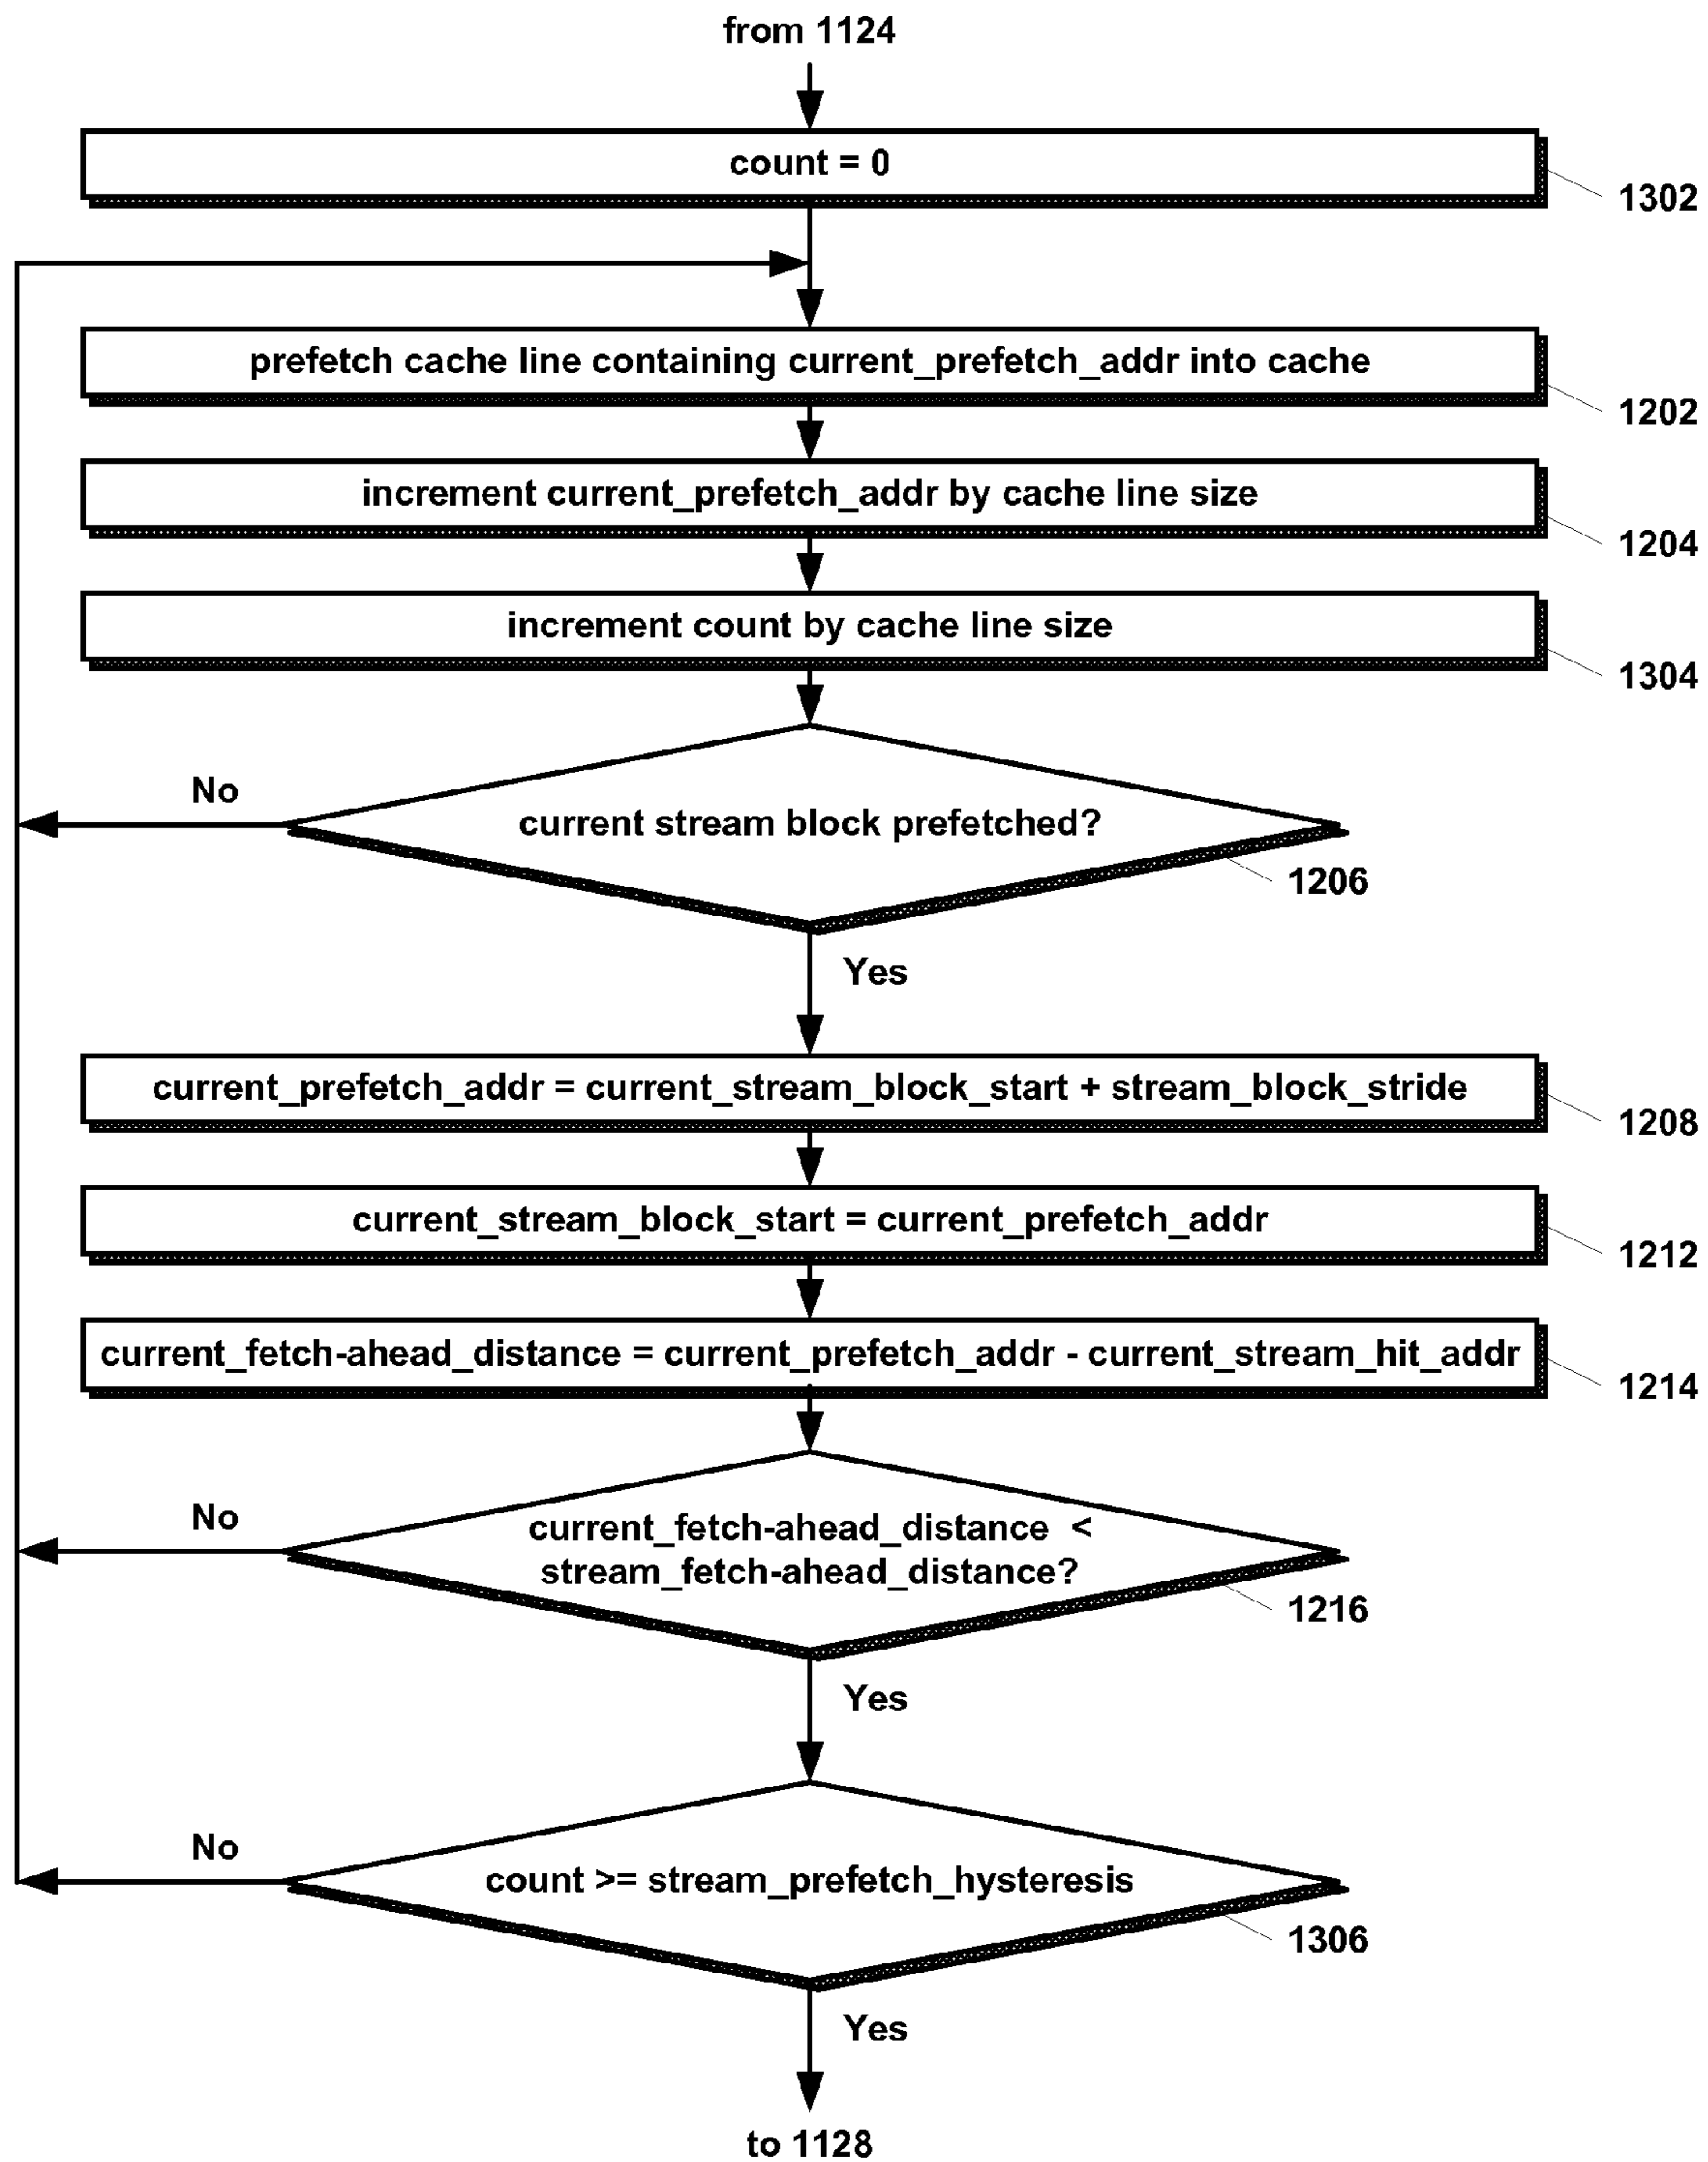 from 1124
count = 0
1302
prefetch cache line containing current_prefetch_addr into cache
1202
increment current_prefetch_addr by cache line size
1204
increment count by cache line size
1304
No
current stream block prefetched?
1206
Yes
current_prefetch_addr = current_stream_block_start + stream_block_stride
1208
current_stream_block_start = current_prefetch_addr
1212
current_fetch-ahead_distance = current_prefetch_addr - current_stream_hit_addr
1214
No
current_fetch-ahead_distance <
stream_fetch-ahead_distance?
1216
Yes
No
count >= stream_prefetch_hysteresis
1306
Yes
to 1128